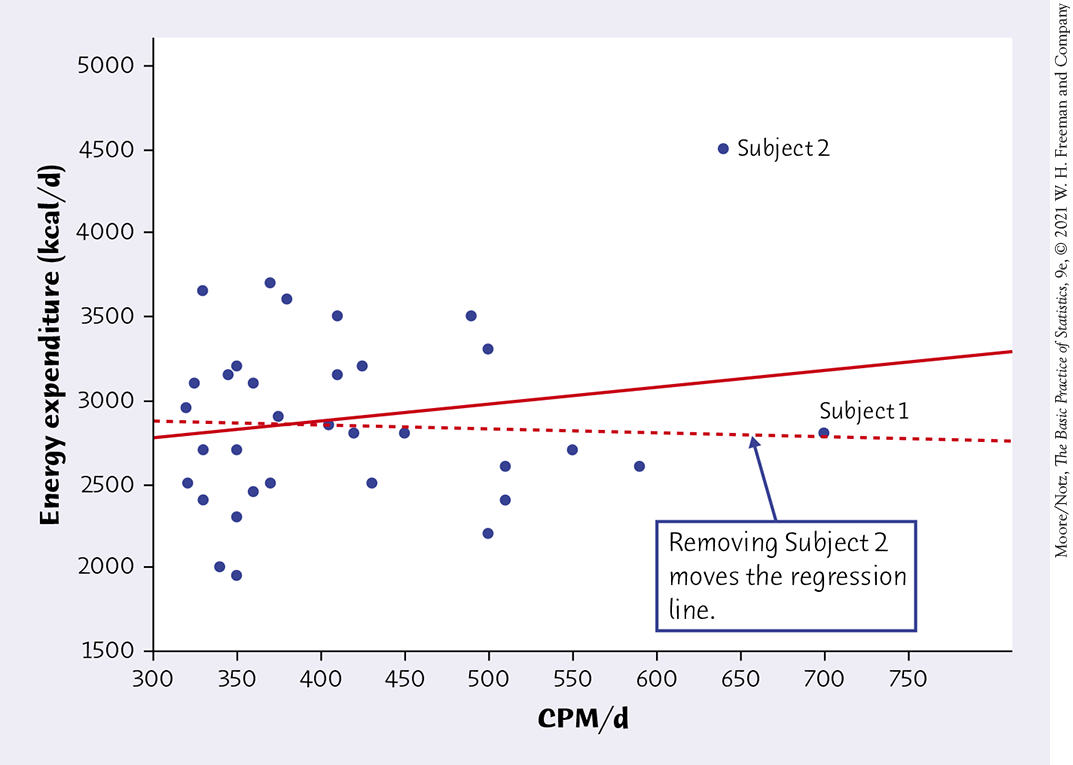 5000
4500
4000
3500
3000
2500
2000
1500
Energy expenditure (kcal/d)
Subject 2
Subject 1
Removing Subject 2
moves the regression
line.
300 350 400 450 500 550 600 650 700 750
CPM/d
Moore/Notz, The Basic Practice of Statistics, 9e, © 2021 W. H. Freeman and Company